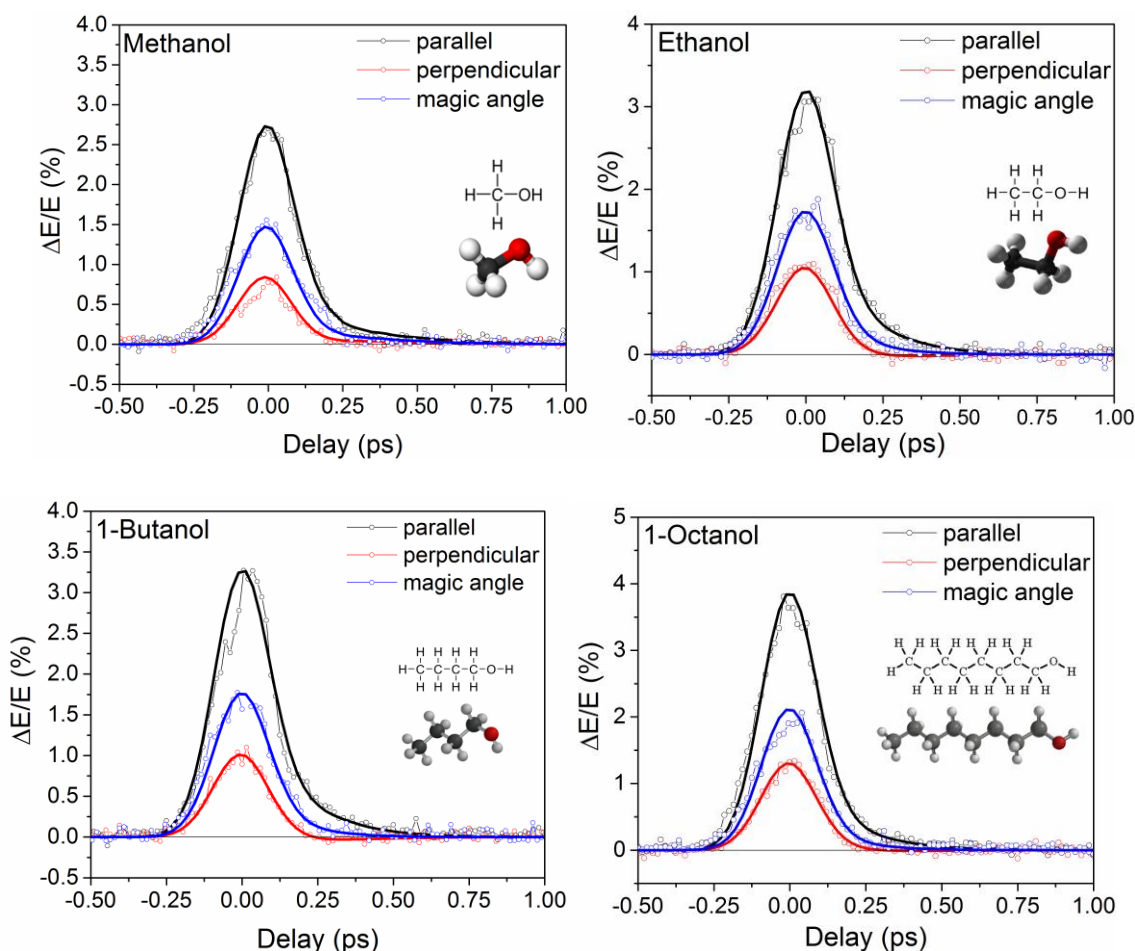 Methanol
parallel
perpendicular
magic angle
4.0
3.5
3.0
2.5
2.0
1.5
1.0
0.5
0.0
-0.5
ΔE/E (%)
H
H-C-OH
H
-0.50 -0.25 0.00 0.25 0.50 0.75 1.00
Delay (ps)
Ethanol
parallel
perpendicular
magic angle
4
3
2
1
0
ΔE/E (%)
H H
H-C-C-O-H
H H
-0.50 -0.25 0.00 0.25 0.50 0.75 1.00
Delay (ps)
1-Butanol
parallel
perpendicular
magic angle
4.0
3.5
3.0
2.5
2.0
1.5
1.0
0.5
0.0
-0.5
ΔE/E (%)
H H H H
H-C-C-C-C-O-H
H H H H
-0.50 -0.25 0.00 0.25 0.50 0.75 1.00
Delay (ps)
1-Octanol
parallel
perpendicular
magic angle
5
4
3
2
1
0
ΔE/E (%)
H H H H H H H H O
H C C C C C C C C H
H H H H H H H H
-0.50 -0.25 0.00 0.25 0.50 0.75 1.00
Delay (ps)